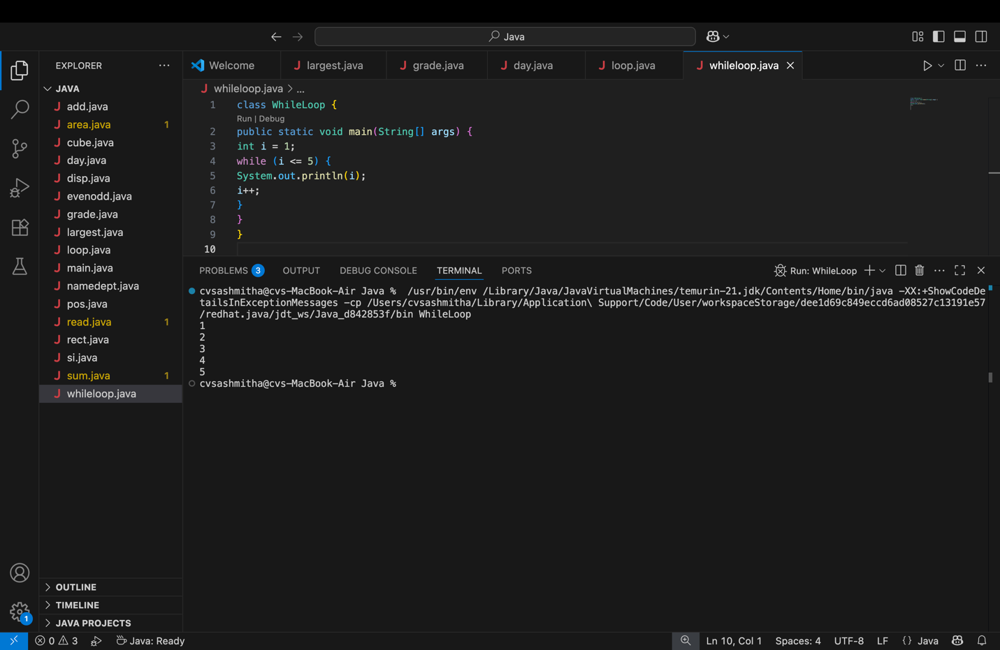 Java
EXPLORER
Welcome
largest.java
grade.java
day.java
loop.java
whileloop.java
JAVA
add.java
area.java 1
cube.java
day.java
disp.java
evenodd.java
grade.java
largest.java
loop.java
main.java
namedept.java
pos.java
read.java 1
rect.java
si.java
sum.java 1
whileloop.java
OUTLINE
TIMELINE
JAVA PROJECTS
1
whileloop.java > ...
1 class WhileLoop {
Run | Debug
2 public static void main(String[] args) {
3 int i = 1;
4 while (i <= 5) {
5 System.out.println(i);
6 i++;
7 }
8 }
9 }
10
PROBLEMS 3 OUTPUT DEBUG CONSOLE TERMINAL PORTS
Run: WhileLoop
cvsashmitha@cvs-MacBook-Air Java % /usr/bin/env /Library/Java/JavaVirtualMachines/temurin-21.jdk/Contents/Home/bin/java -XX:+ShowCodeDe
tailsInExceptionMessages -cp /Users/cvsashmitha/Library/Application\ Support/Code/User/workspaceStorage/dee1d69c849eccd6ad08527c13191e57
/redhat.java/jdt_ws/Java_d842853f/bin WhileLoop
1
2
3
4
5
cvsashmitha@cvs-MacBook-Air Java %
0 3 Java: Ready
Ln 10, Col 1 Spaces: 4 UTF-8 LF {} Java